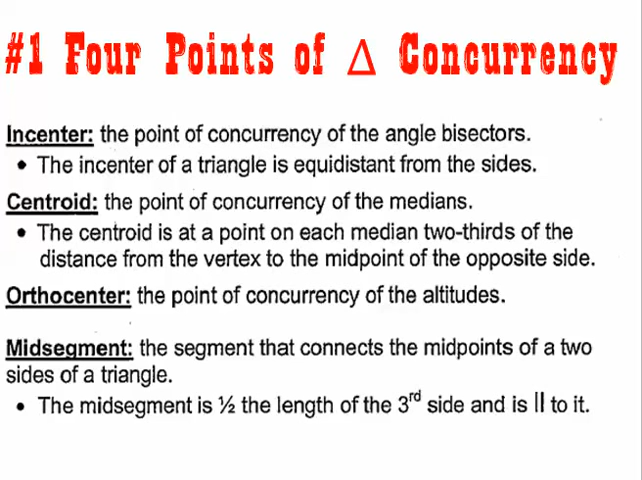 #1 Four Points of Δ Concurrency
Incenter: the point of concurrency of the angle bisectors.
• The incenter of a triangle is equidistant from the sides.
Centroid: the point of concurrency of the medians.
• The centroid is at a point on each median two-thirds of the
distance from the vertex to the midpoint of the opposite side.
Orthocenter: the point of concurrency of the altitudes.
Midsegment: the segment that connects the midpoints of a two
sides of a triangle.
• The midsegment is ½ the length of the 3rd side and is || to it.